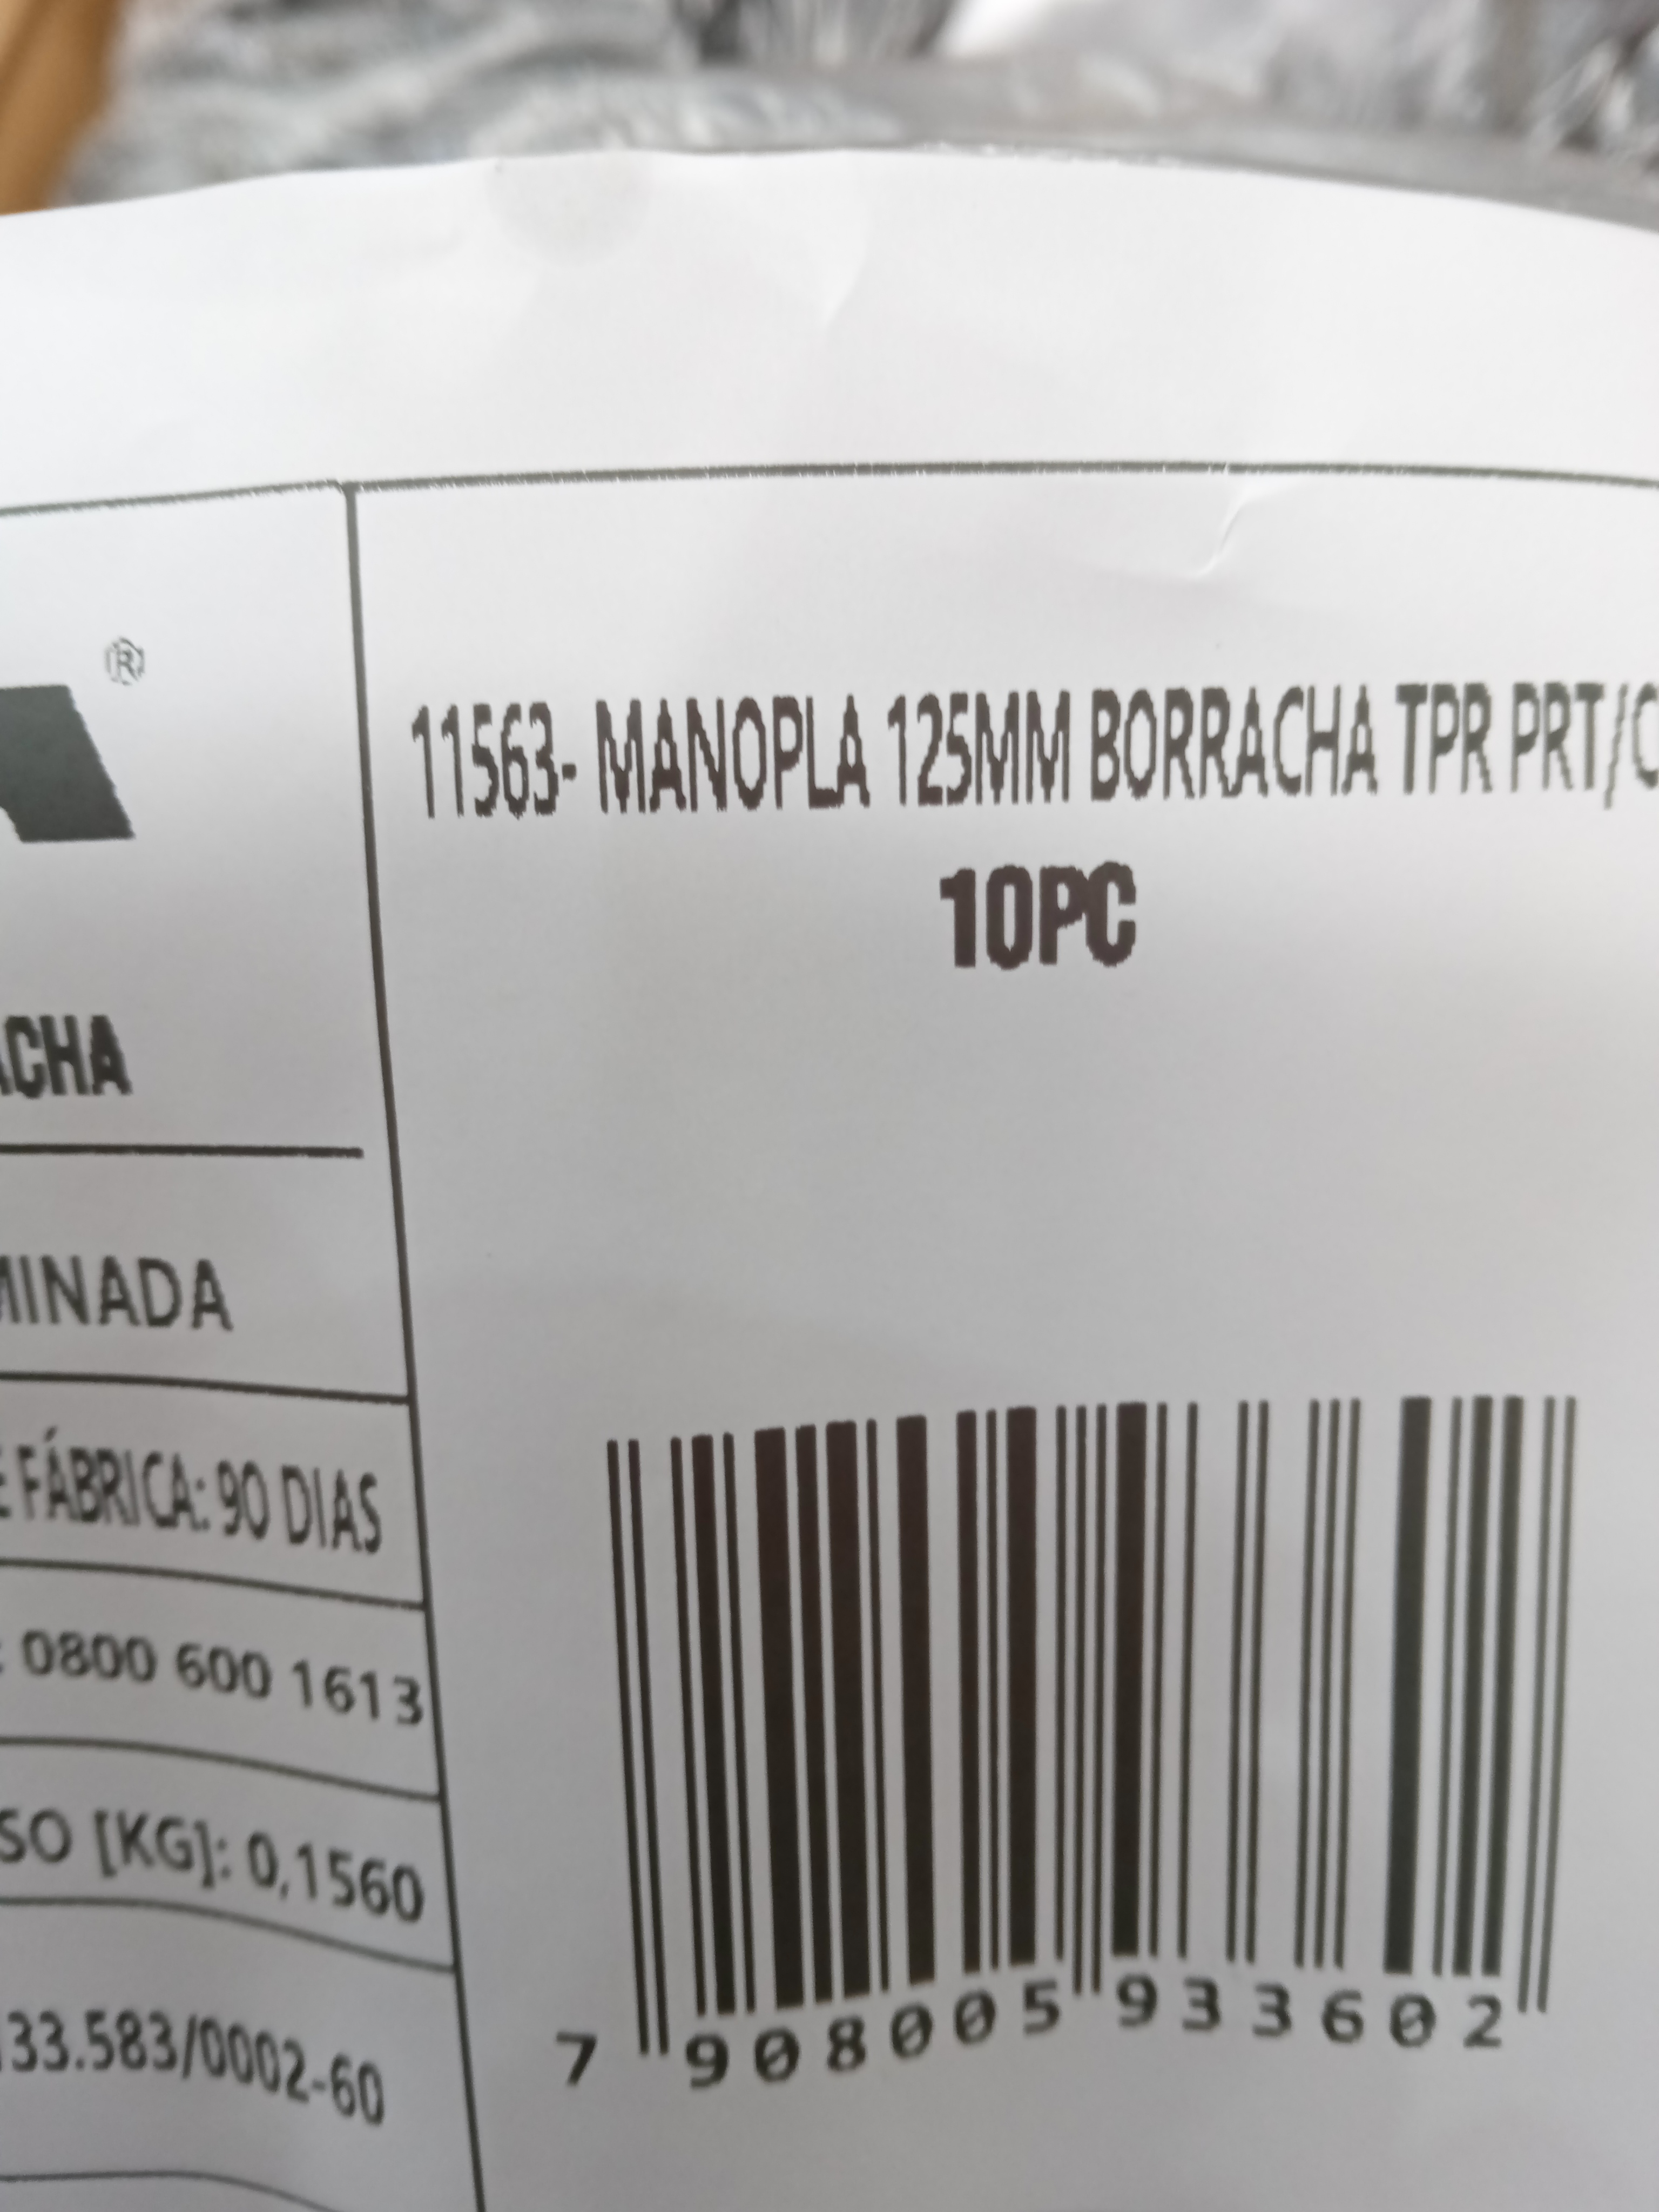 ®
11563- MANOPLA 125MM BORRACHA TPR PRT/C
10PC
ACHA
MINADA
E FÁBRICA: 90 DIAS
: 0800 600 1613
SO [KG]: 0,1560
33.583/0002-60
7 908005 933602